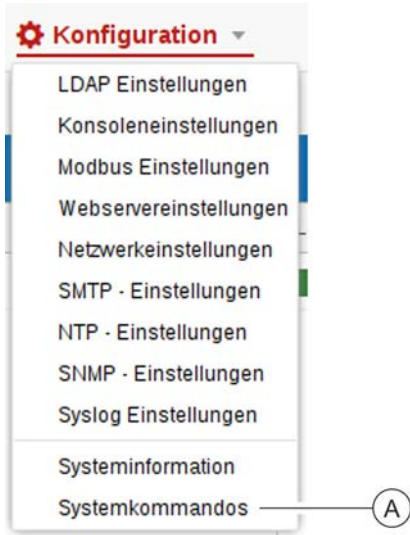 Konfiguration
LDAP Einstellungen
Konsoleneinstellungen
Modbus Einstellungen
Webservereinstellungen
Netzwerkeinstellungen
SMTP - Einstellungen
NTP - Einstellungen
SNMP - Einstellungen
Syslog Einstellungen
Systeminformation
Systemkommandos
A